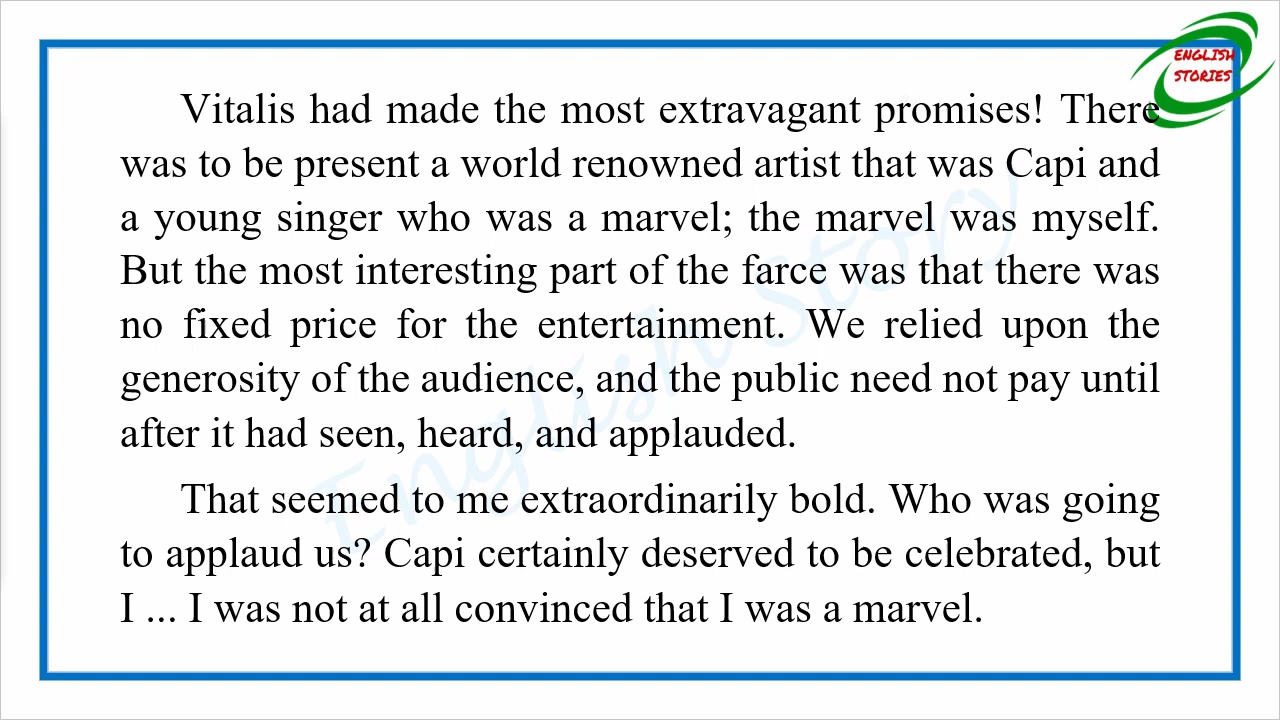 ENGLISH
STORIES
Vitalis had made the most extravagant promises! There
was to be present a world renowned artist that was Capi and
a young singer who was a marvel; the marvel was myself.
But the most interesting part of the farce was that there was
no fixed price for the entertainment. We relied upon the
generosity of the audience, and the public need not pay until
after it had seen, heard, and applauded.
That seemed to me extraordinarily bold. Who was going
to applaud us? Capi certainly deserved to be celebrated, but
I ... I was not at all convinced that I was a marvel.
English Story